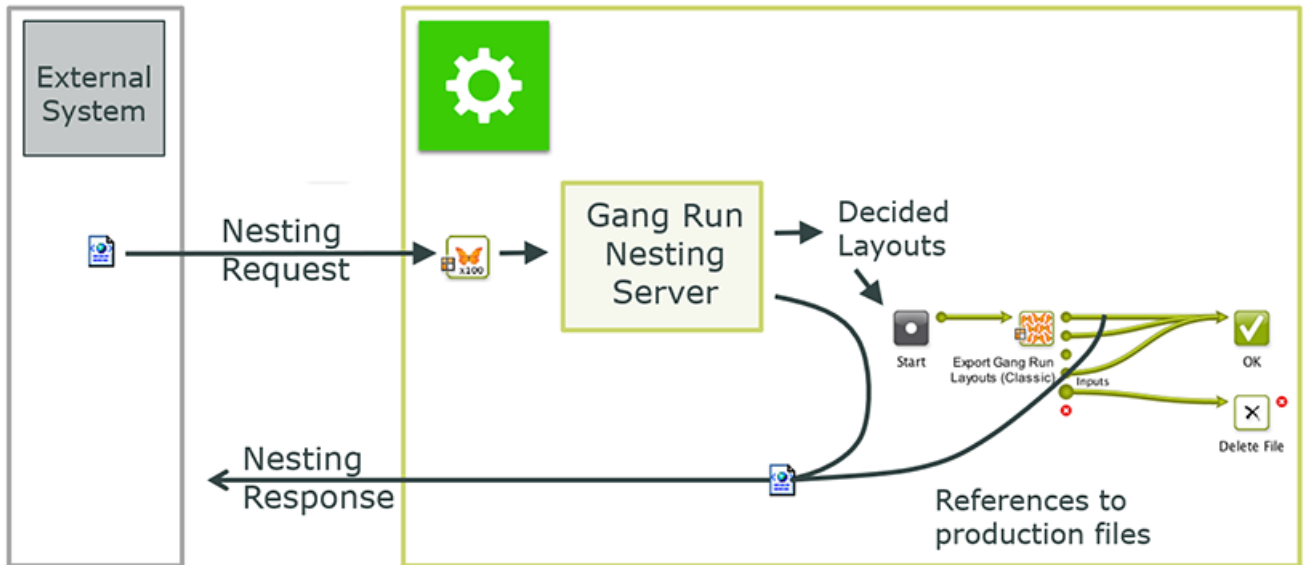 External
System
Nesting
Request
x100
Gang Run
Nesting
Server
Decided
Layouts
Start
Export Gang Run
Layouts (Classic)
Inputs
OK
Delete File
Nesting
Response
References to
production files